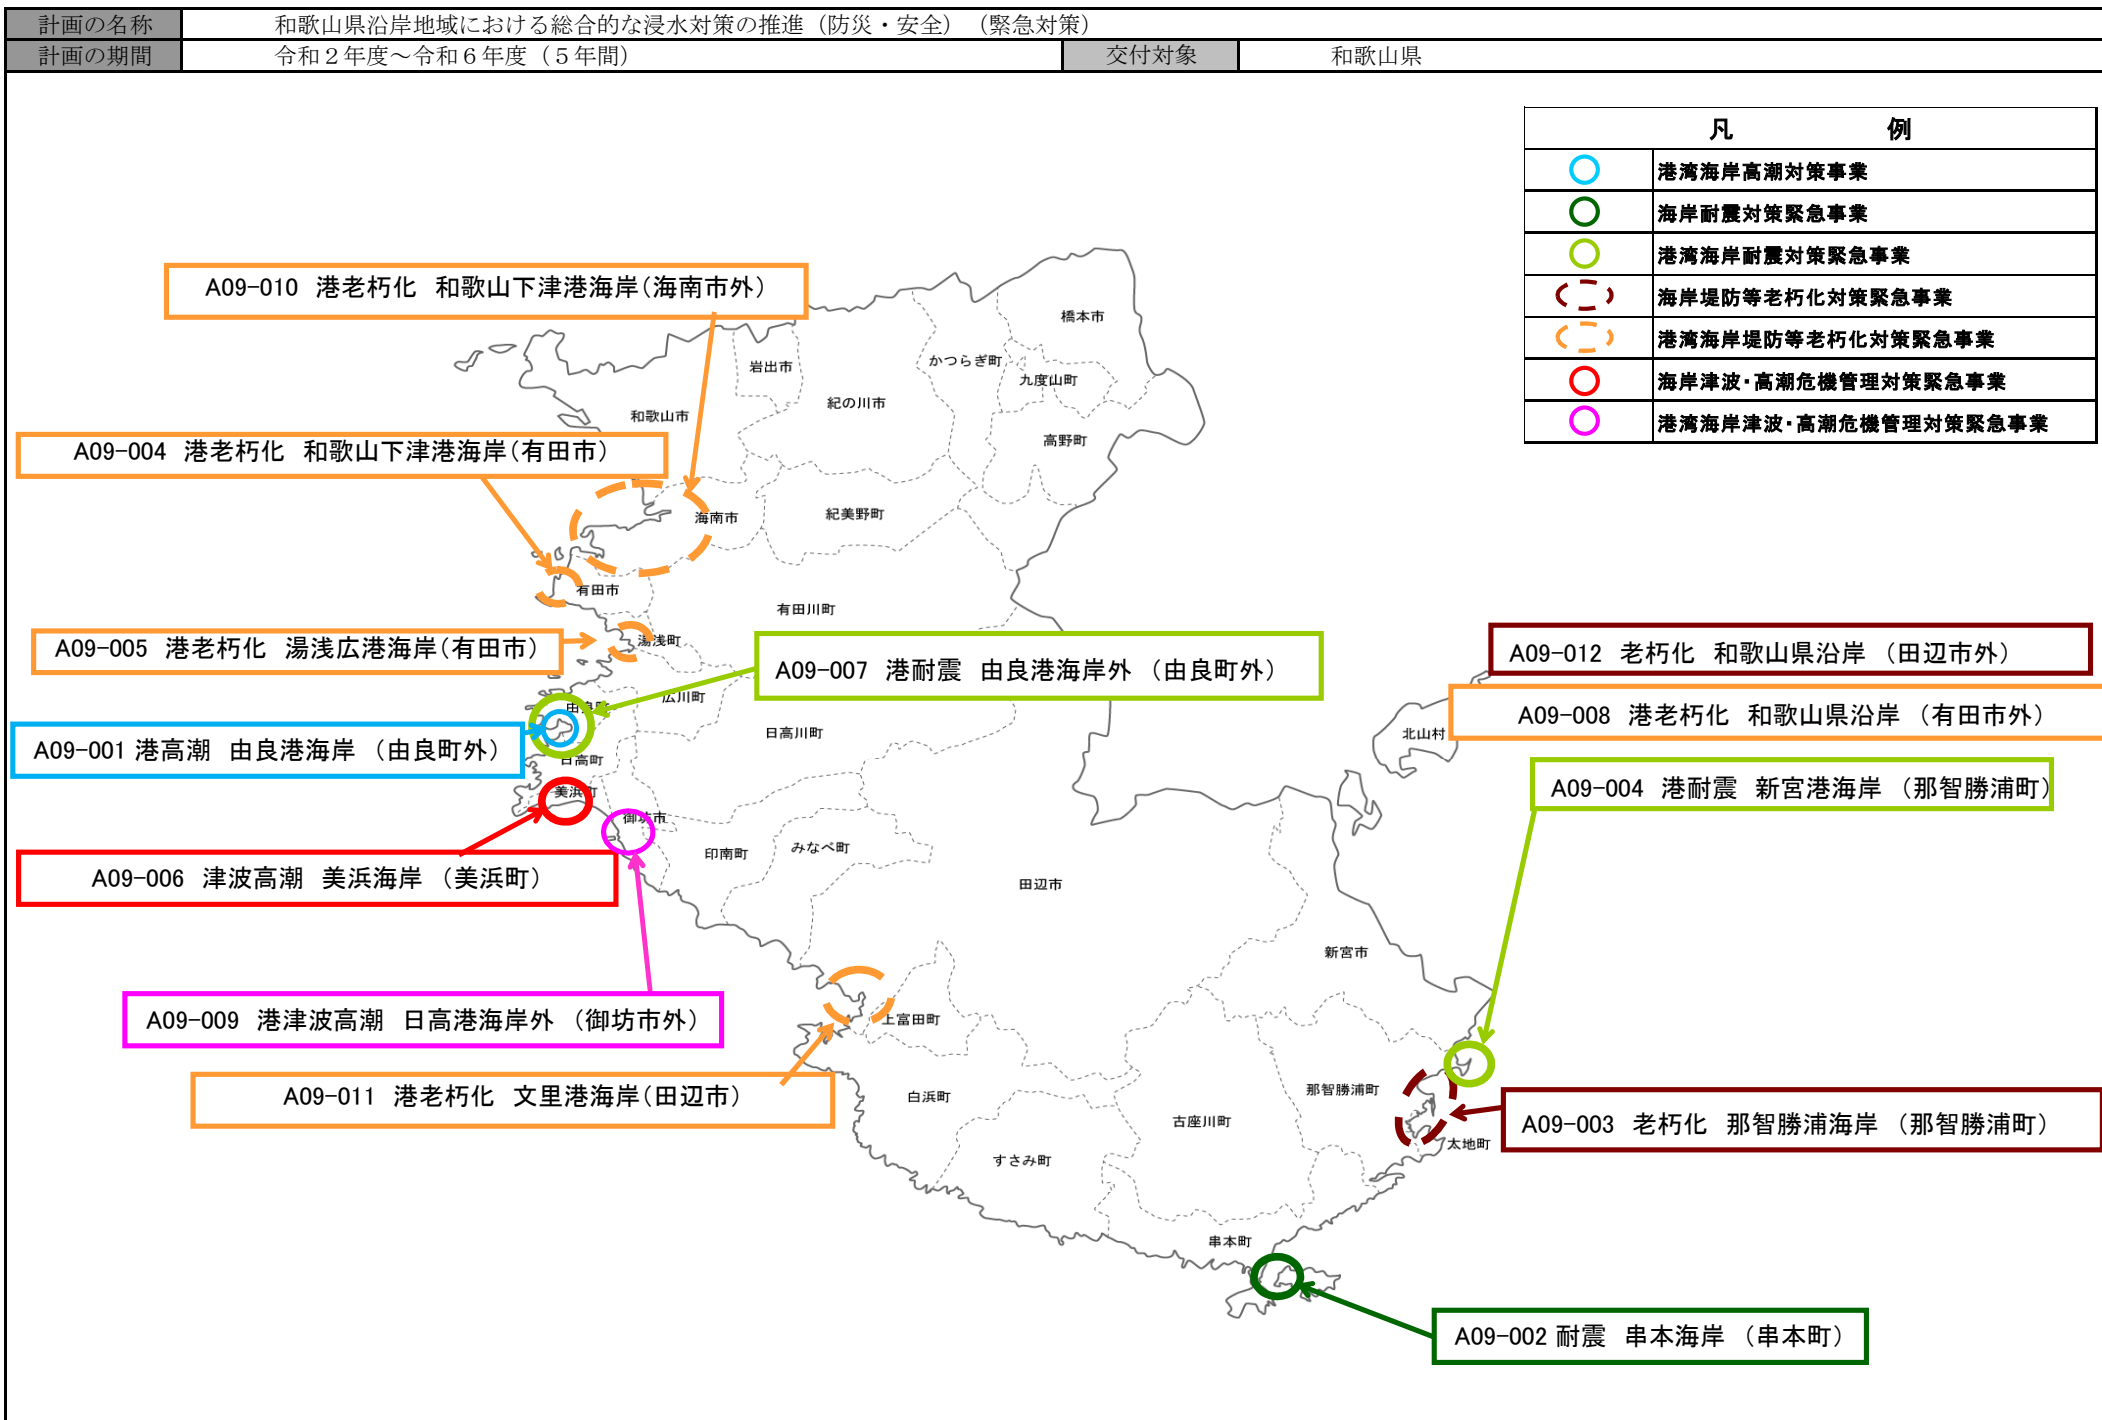 計画の名称 和歌山県沿岸地域における総合的な浸水対策の推進（防災・安全）（緊急対策）
計画の期間 令和２年度～令和６年度（５年間） 交付対象 和歌山県
凡 例
港湾海岸高潮対策事業
海岸耐震対策緊急事業
港湾海岸耐震対策緊急事業
海岸堤防等老朽化対策緊急事業
港湾海岸堤防等老朽化対策緊急事業
海岸津波・高潮危機管理対策緊急事業
港湾海岸津波・高潮危機管理対策緊急事業
A09-010 港老朽化 和歌山下津港海岸（海南市外）
橋本市
かつらぎ町
岩出市
九度山町
紀の川市
和歌山市
高野町
A09-004 港老朽化 和歌山下津港海岸（有田市）
海南市
紀美野町
有田市
有田川町
A09-005 港老朽化 湯浅広港海岸（有田市）
湯浅町
A09-007 港耐震 由良港海岸外 （由良町外）
A09-012 老朽化 和歌山県沿岸 （田辺市外）
広川町
由良町
A09-008 港老朽化 和歌山県沿岸 （有田市外）
北山村
日高川町
A09-001 港高潮 由良港海岸 （由良町外）
日高町
A09-004 港耐震 新宮港海岸 （那智勝浦町）
美浜町
御坊市
印南町
みなべ町
A09-006 津波高潮 美浜海岸 （美浜町）
田辺市
新宮市
A09-009 港津波高潮 日高港海岸外 （御坊市外）
上富田町
A09-011 港老朽化 文里港海岸（田辺市）
白浜町
那智勝浦町
古座川町
A09-003 老朽化 那智勝浦海岸 （那智勝浦町）
太地町
すさみ町
串本町
A09-002 耐震 串本海岸 （串本町）